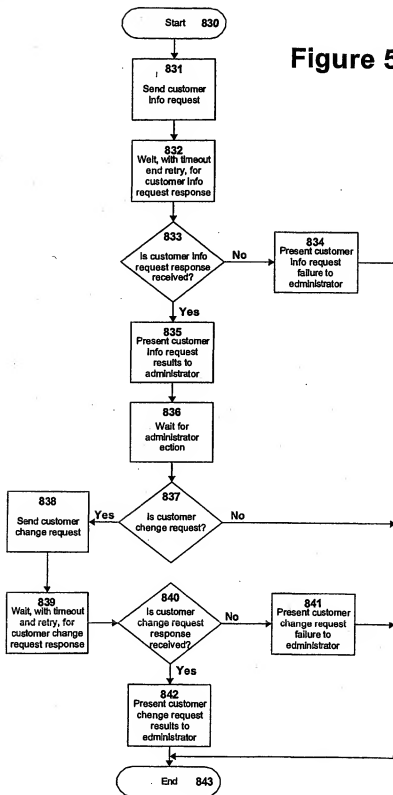 Start 830
Figure 5
831
Send customer
Info request
832
Welt, with timeout
end retry, for
customer Info
request response
833
Is customer Info
request response
received?
No
834
Present customer
Info request
failure to
edministrator
Yes
835
Present customer
Info request
results to
administrator
836
Wait for
administrator
ection
837
Is customer
change request?
Yes
No
838
Send customer
change request
839
Wait, with timeout
and retry, for
customer change
request response
840
Is customer
change request
response
received?
No
841
Present customer
change request
failure to
administrator
Yes
842
Present customer
change request
results to
administrator
End 843